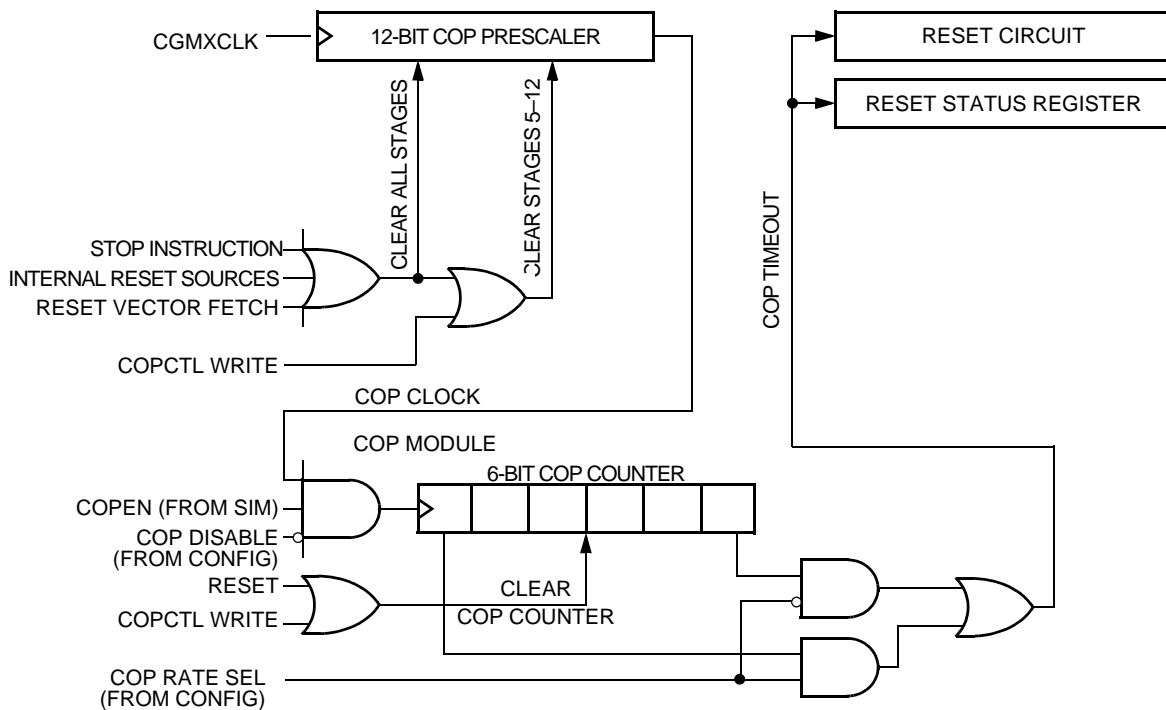 CGMXCLK
12-BIT COP PRESCALER
RESET CIRCUIT
RESET STATUS REGISTER
CLEAR ALL STAGES
CLEAR STAGES 5–12
STOP INSTRUCTION
INTERNAL RESET SOURCES
RESET VECTOR FETCH
COPCTL WRITE
COP TIMEOUT
COP CLOCK
COP MODULE
6-BIT COP COUNTER
COPEN (FROM SIM)
COP DISABLE
(FROM CONFIG)
RESET
COPCTL WRITE
CLEAR
COP COUNTER
COP RATE SEL
(FROM CONFIG)